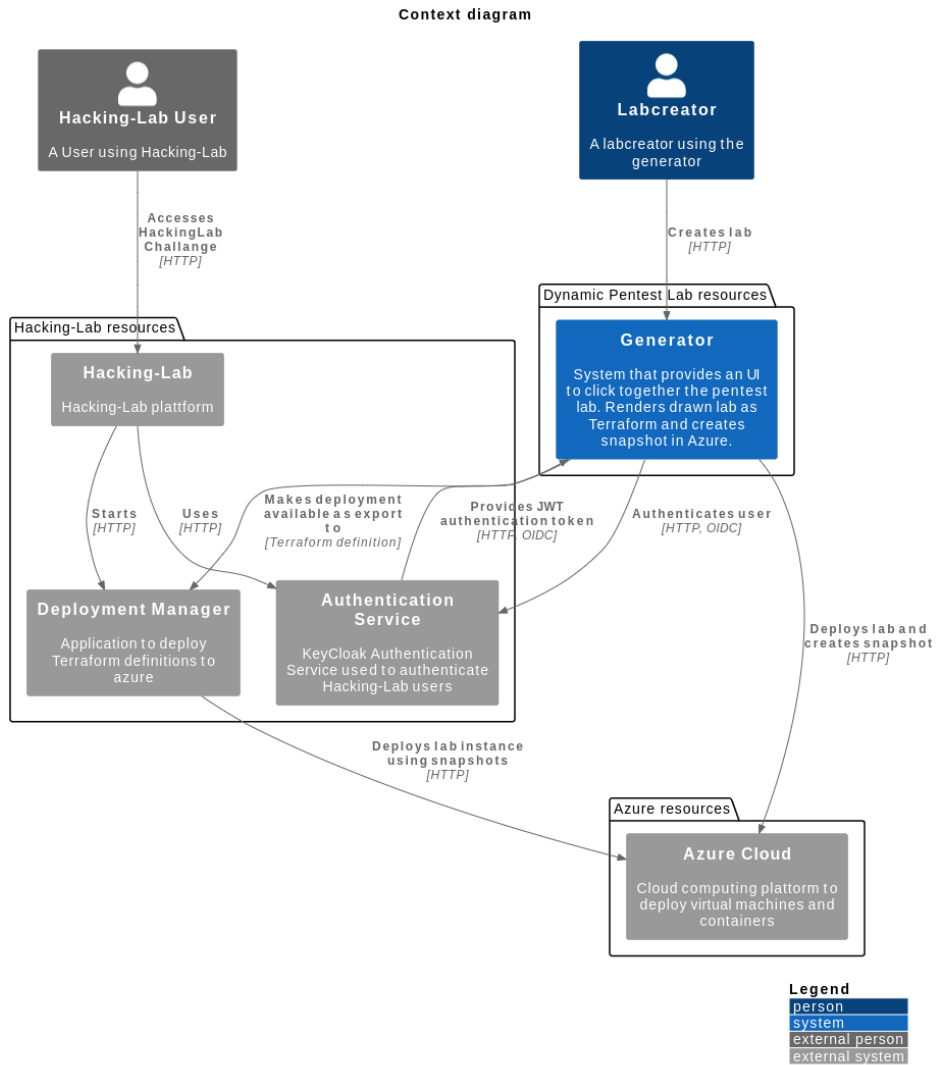 Context diagram
Hacking-Lab User
A User using Hacking-Lab
Labcreator
A labcreator using the
generator
Accesses
HackingLab
Challange
[HTTP]
Creates lab
[HTTP]
Dynamic Pentest Lab resources
Generator
System that provides an UI
to click together the pentest
lab. Renders drawn lab as
Terraform and creates
snapshot in Azure.
Hacking-Lab resources
Hacking-Lab
Hacking-Lab plattform
Starts
[HTTP]
Uses
[HTTP]
Makes deployment
available as export
to
[Terraform definition]
Provides JWT
authentication token
[HTTP, OIDC]
Authenticates user
[HTTP, OIDC]
Deployment Manager
Application to deploy
Terraform definitions to
azure
Authentication
Service
KeyCloak Authentication
Service used to authenticate
Hacking-Lab users
Deploys lab and
creates snapshot
[HTTP]
Deploys lab instance
using snapshots
[HTTP]
Azure resources
Azure Cloud
Cloud computing plattorm to
deploy virtual machines and
containers
Legend
person
system
external person
external system